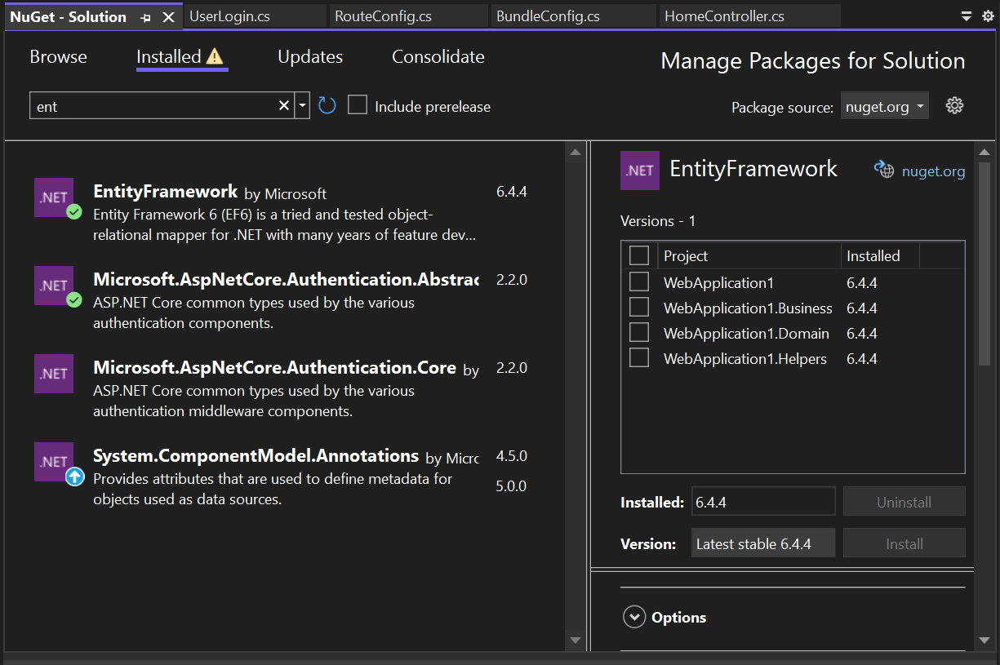 NuGet - Solution
UserLogin.cs
RouteConfig.cs
BundleConfig.cs
HomeController.cs
Browse
Installed
Updates
Consolidate
Manage Packages for Solution
ent
Include prerelease
Package source: nuget.org
.NET
EntityFramework by Microsoft
6.4.4
Entity Framework 6 (EF6) is a tried and tested object-
relational mapper for .NET with many years of feature dev...
.NET
Microsoft.AspNetCore.Authentication.Abstrac
2.2.0
ASP.NET Core common types used by the various
authentication components.
.NET
Microsoft.AspNetCore.Authentication.Core by
2.2.0
ASP.NET Core common types used by the various
authentication middleware components.
.NET
System.ComponentModel.Annotations by Micro
4.5.0
Provides attributes that are used to define metadata for
5.0.0
objects used as data sources.
.NET
EntityFramework
nuget.org
Versions - 1
Project Installed
WebApplication1 6.4.4
WebApplication1.Business 6.4.4
WebApplication1.Domain 6.4.4
WebApplication1.Helpers 6.4.4
Installed: 6.4.4 Uninstall
Version: Latest stable 6.4.4 Install
Options